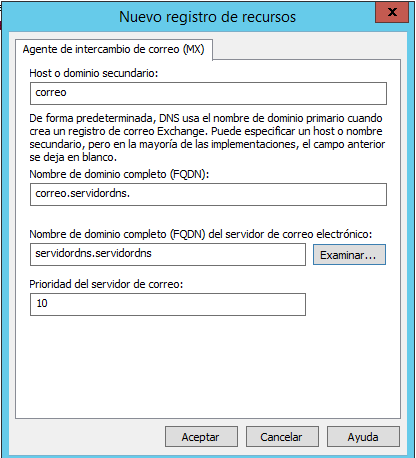 Nuevo registro de recursos
x
Agente de intercambio de correo (MX)
Host o dominio secundario:
correo
De forma predeterminada, DNS usa el nombre de dominio primario cuando
crea un registro de correo Exchange. Puede especificar un host o nombre
secundario, pero en la mayoría de las implementaciones, el campo anterior
se deja en blanco.
Nombre de dominio completo (FQDN):
correo.servidordns.
Nombre de dominio completo (FQDN) del servidor de correo electrónico:
servidordns.servidordns
Examinar...
Prioridad del servidor de correo:
10
Aceptar
Cancelar
Ayuda